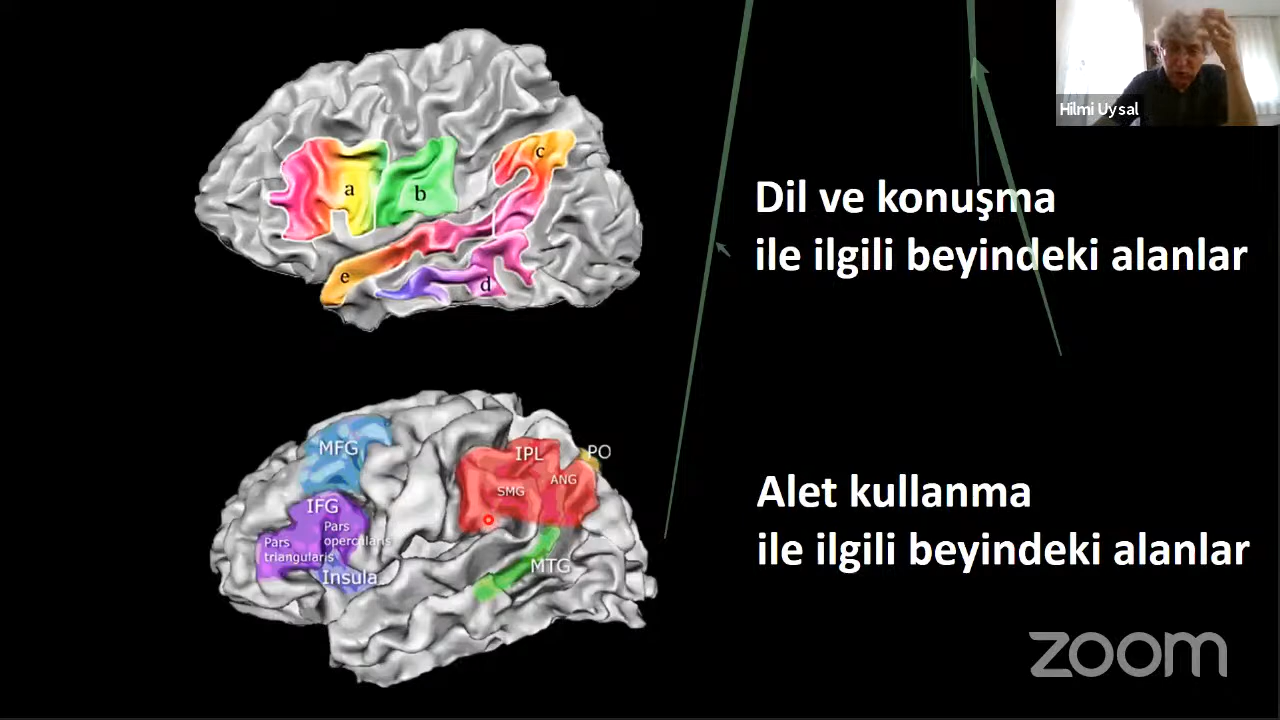 Hilmi Uysal
a
b
c
d
e
Dil ve konuşma
ile ilgili beyindeki alanlar
MFG
IFG
Pars
triangularis
Pars
opercularis
Insula
IPL
SMG
ANG
PO
MTG
Alet kullanma
ile ilgili beyindeki alanlar
zoom